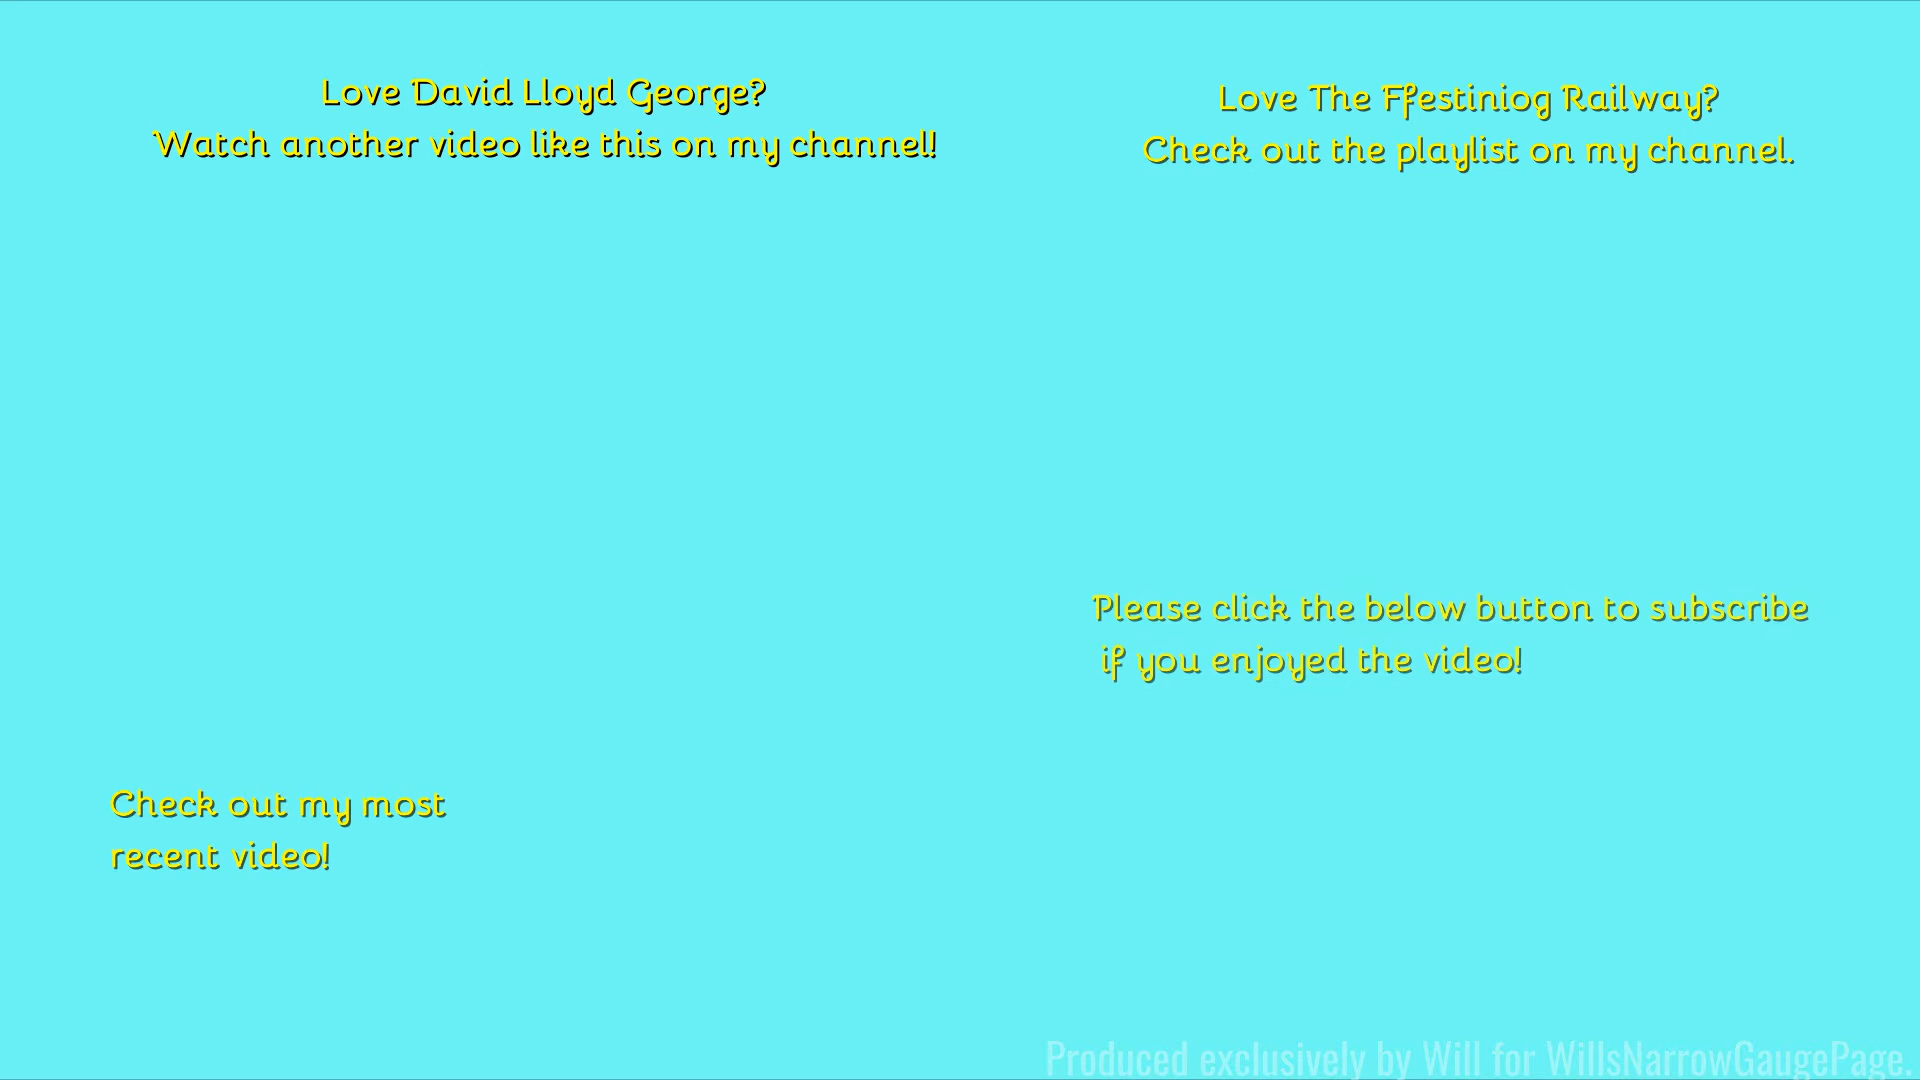 Love David Lloyd George?
Watch another video like this on my channel!
Love The Ffestiniog Railway?
Check out the playlist on my channel.
Please click the below button to subscribe
if you enjoyed the video!
Check out my most
recent video!
Produced exclusively by Will for WillsNarrowGaugePage.